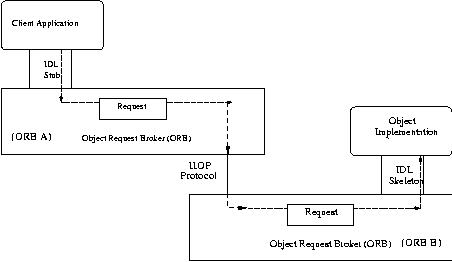 Client Application
IDL
Stub
Request
(ORB A)
Object Request Broker (ORB)
Object
Implementation
IIOP
Protocol
IDL
Skeleton
Request
Object Request Broker (ORB)
(ORB B)